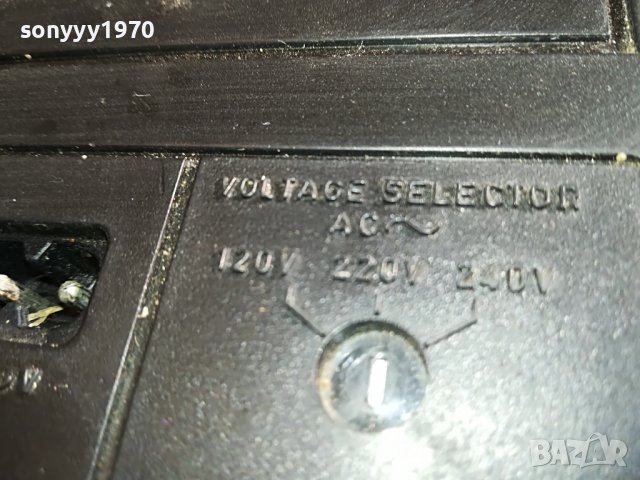 sonyyy1970
VOLTAGE SELECTOR
AC~
120V 220V 240V
BAZAR